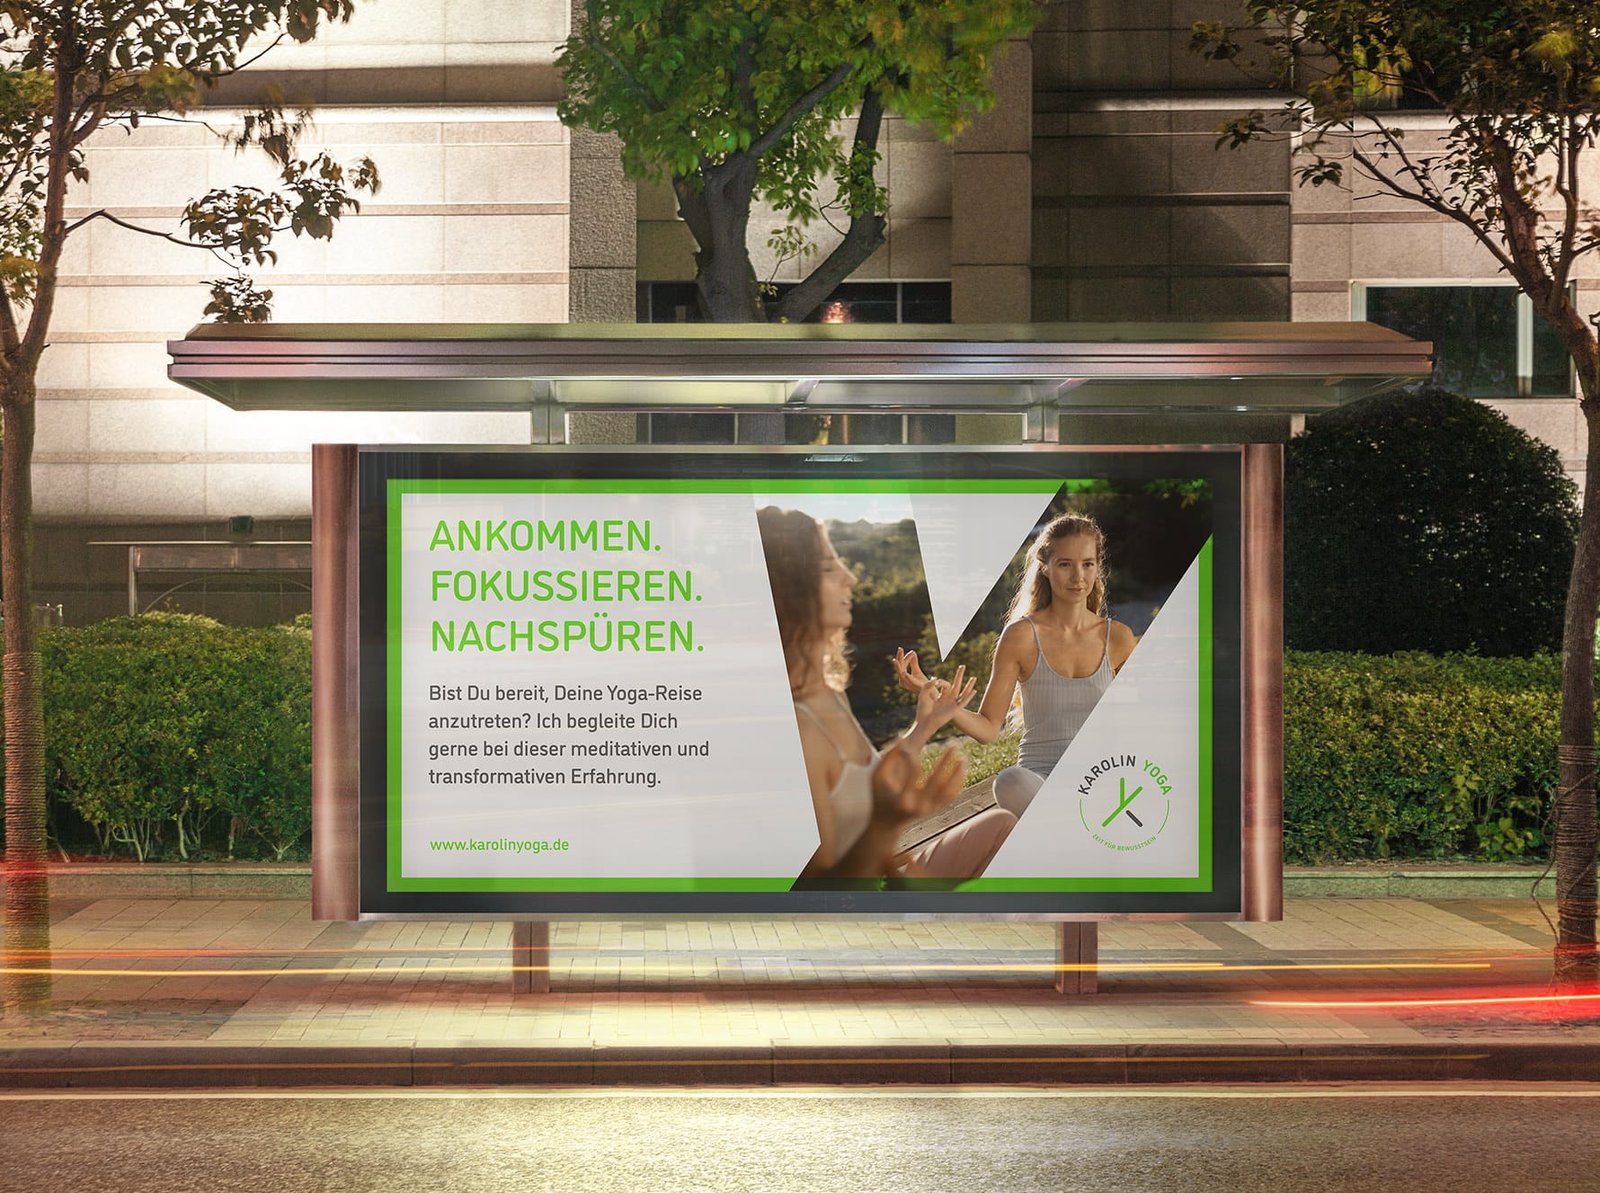 ANKOMMEN.
FOKUSSIEREN.
NACHSPÜREN.
Bist Du bereit, Deine Yoga-Reise
anzutreten? Ich begleite Dich
gerne bei dieser meditativen und
transformativen Erfahrung.
www.karolinyoga.de
KAROLIN YOGA
ZEIT FÜR BEWUSSTSEIN